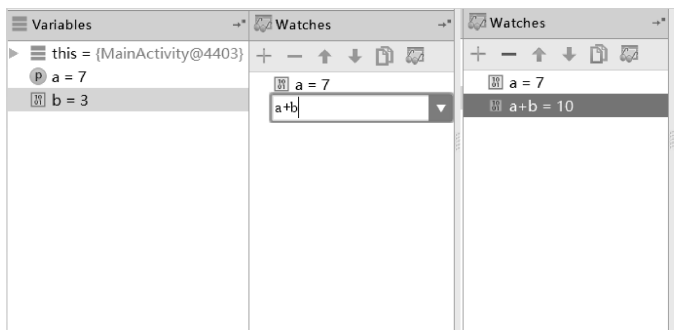 Variables
this = {MainActivity@4403}
a = 7
b = 3
Watches
a = 7
a+b
Watches
a = 7
a+b = 10